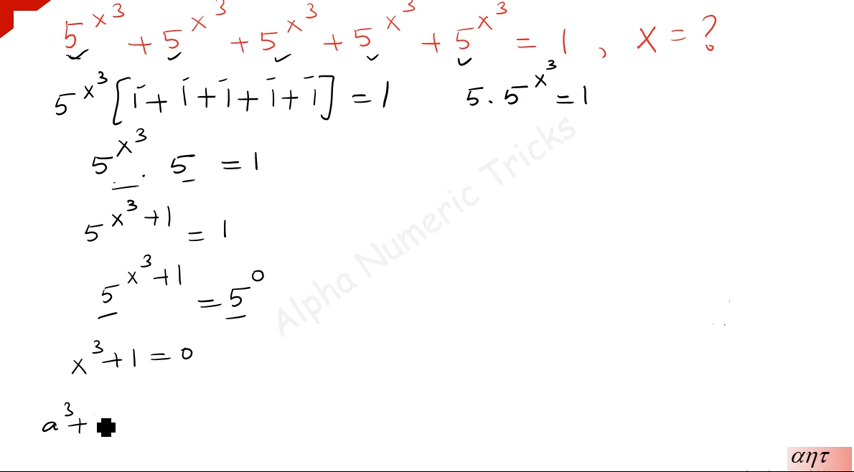 5^{x^3} + 5^{x^3} + 5^{x^3} + 5^{x^3} + 5^{x^3} = 1, x = ?
5^{x^3} [1 + 1 + 1 + 1 + 1] = 1
5 . 5^{x^3} = 1
5^{x^3} . 5 = 1
5^{x^3 + 1} = 1
5^{x^3 + 1} = 5^0
x^3 + 1 = 0
a^3 +
Alpha Numeric Tricks
αητ